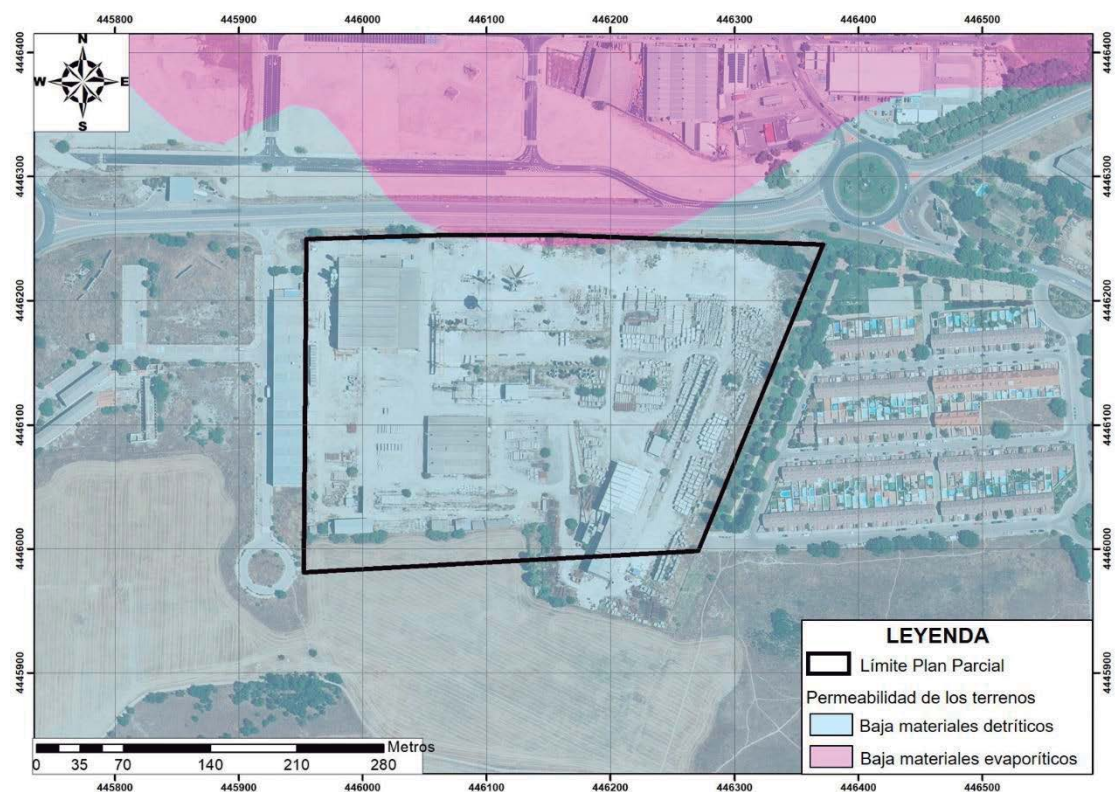 445800 445900 446000 446100 446200 446300 446400 446500
4446400 4446400
N
W E
S
4446300 4446300
4446200 4446200
4446100 4446100
4446000 4446000
4445900 4445900
LEYENDA
Límite Plan Parcial
Permeabilidad de los terrenos
Baja materiales detríticos
Baja materiales evaporíticos
Metros
0 35 70 140 210 280
445800 445900 446000 446100 446200 446300 446400 446500